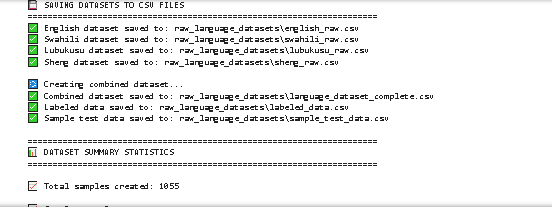 SAVING DATASETS TO CSV FILES
============================================================
✅ English dataset saved to: raw_language_datasets\english_raw.csv
✅ Swahili dataset saved to: raw_language_datasets\swahili_raw.csv
✅ Lubukusu dataset saved to: raw_language_datasets\lubukusu_raw.csv
✅ Sheng dataset saved to: raw_language_datasets\sheng_raw.csv
Creating combined dataset...
✅ Combined dataset saved to: raw_language_datasets\language_dataset_complete.csv
✅ Labeled data saved to: raw_language_datasets\labeled_data.csv
✅ Sample test data saved to: raw_language_datasets\sample_test_data.csv
============================================================
📊 DATASET SUMMARY STATISTICS
============================================================
Total samples created: 1055